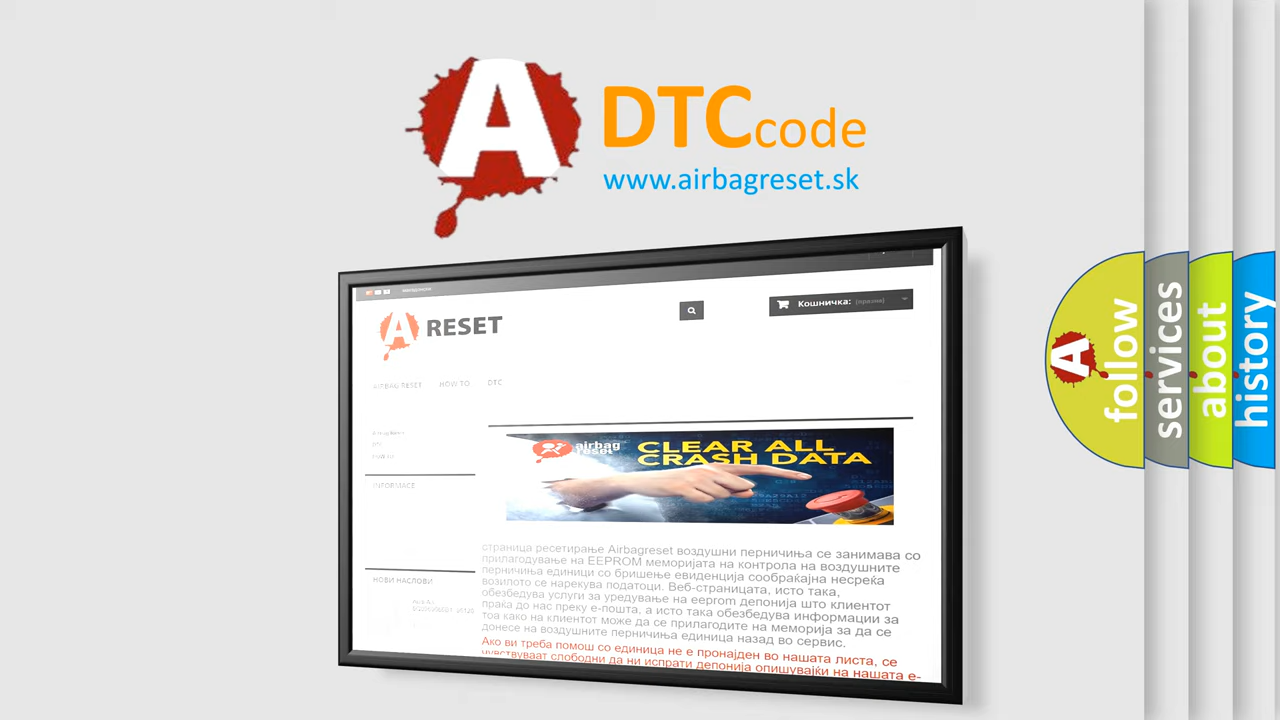 A
DTC code
www.airbagreset.sk
A RESET
Кошничка: (празни)
AIRBAG RESET HOW TO DTC
DTC
INFORMACE
airbag
reset
CLEAR ALL
CRASH DATA
страница ресетирање Airbagreset воздушни перничиња се занимава со
прилагодување на EEPROM меморијата на контрола на воздушните
перничиња единици со бришење евиденција сообраќајна несреќа
возилото се нарекува податоци. Веб-страницата, исто така,
обезбедува услуги за уредување на eeprom депонија што клиентот
праќа до нас преку е-пошта, а исто така обезбедува информации за
тоа како на клиентот може да се прилагодите на меморија за да се
донесе на воздушните перничиња единица назад во сервис.
Ако ви треба помош со единица не е пронајден во нашата листа, се
чувствуваат слободни да ни испрати депонија опишувајќи на нашата е-
НОВИ НАСЛОВИ
A
follow
services
about
history